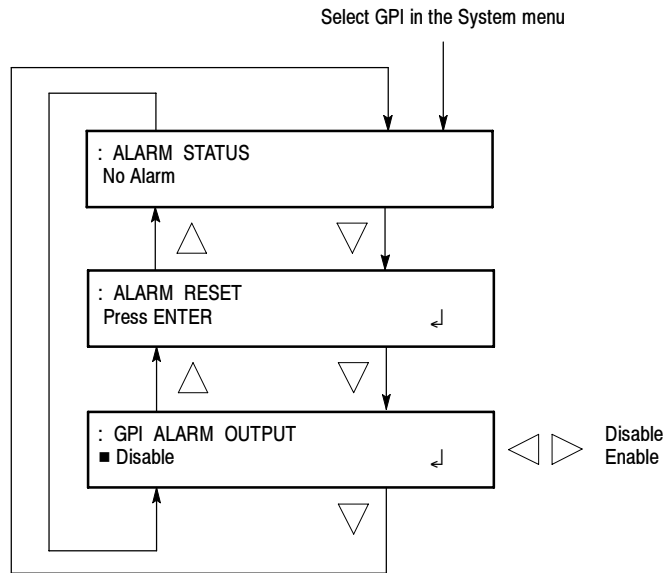 Select GPI in the System menu
: ALARM STATUS
No Alarm
: ALARM RESET
Press ENTER
: GPI ALARM OUTPUT
■ Disable
Disable
Enable